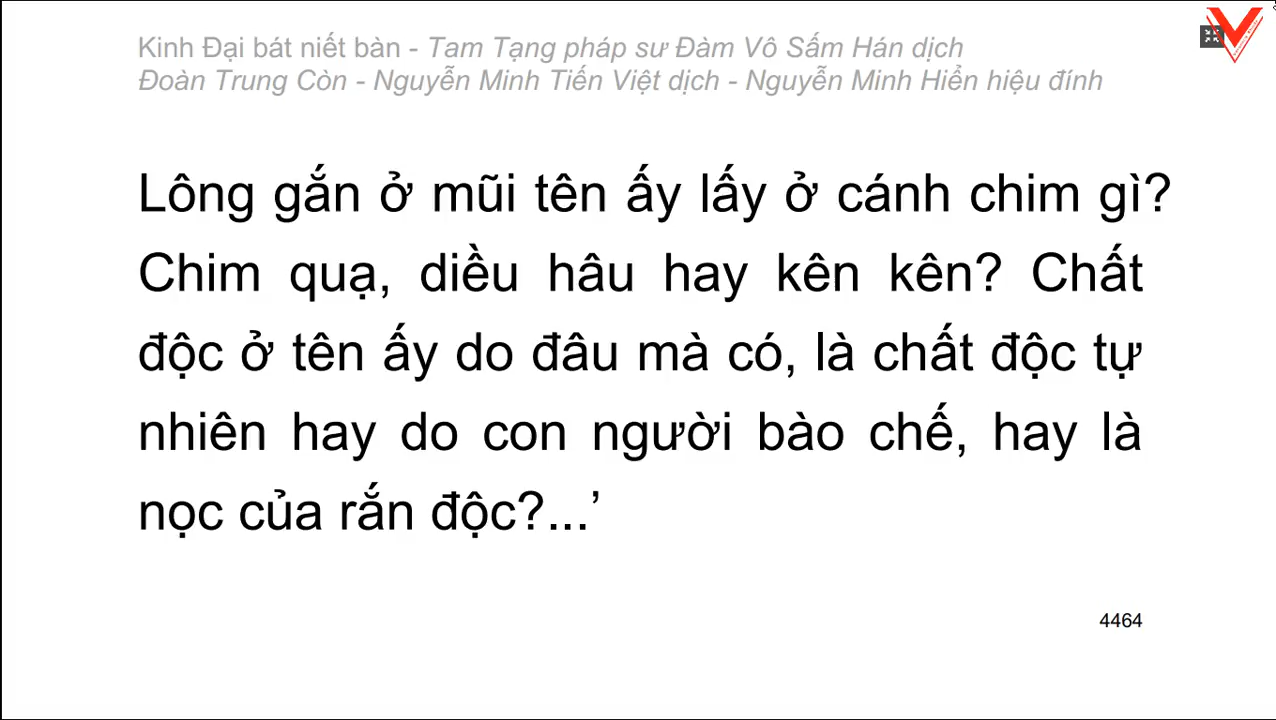 Kinh Đại bát niết bàn - Tam Tạng pháp sư Đàm Vô Sấm Hán dịch
Đoàn Trung Còn - Nguyễn Minh Tiến Việt dịch - Nguyễn Minh Hiển hiệu đính
Lông gắn ở mũi tên ấy lấy ở cánh chim gì?
Chim quạ, diều hâu hay kên kên? Chất
độc ở tên ấy do đâu mà có, là chất độc tự
nhiên hay do con người bào chế, hay là
nọc của rắn độc?...’
4464